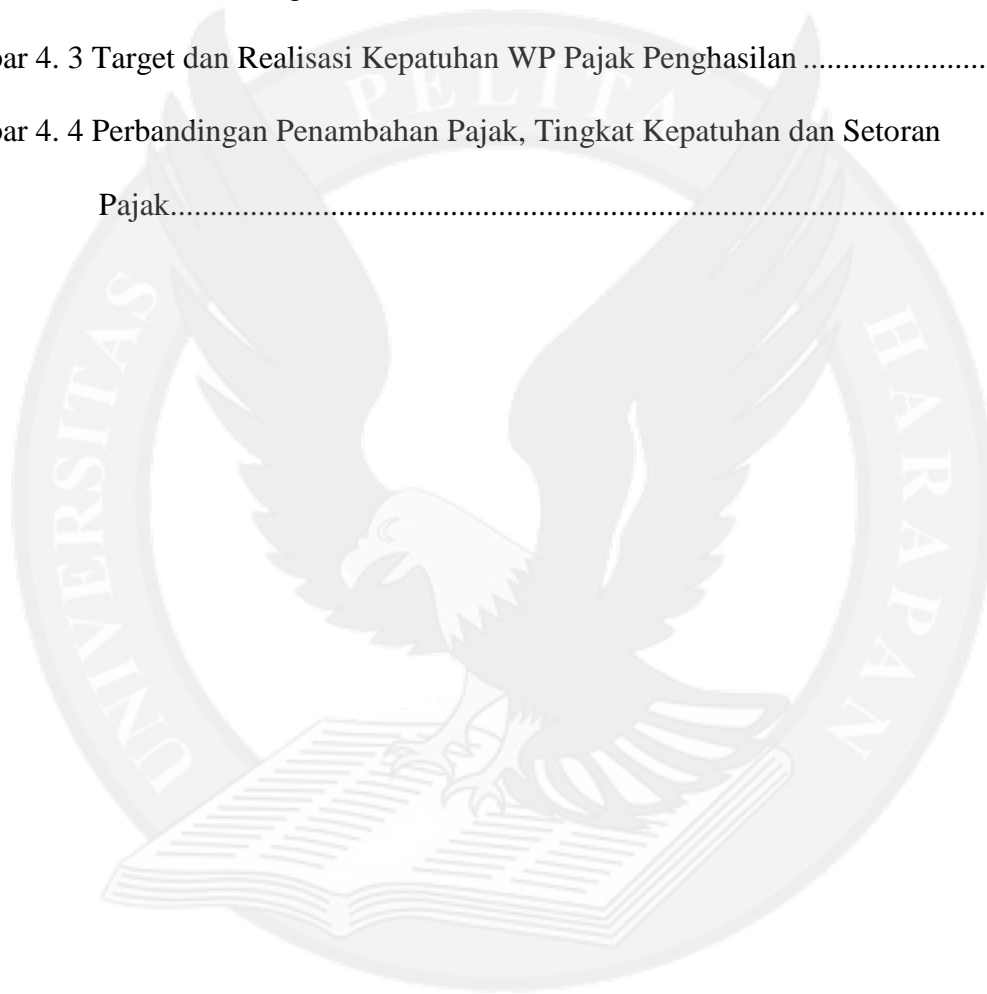 bar 4. 3 Target dan Realisasi Kepatuhan WP Pajak Penghasilan .......................
bar 4. 4 Perbandingan Penambahan Pajak, Tingkat Kepatuhan dan Setoran
Pajak.......................................................................................................
UNIVERSITAS PELITA HARAPAN